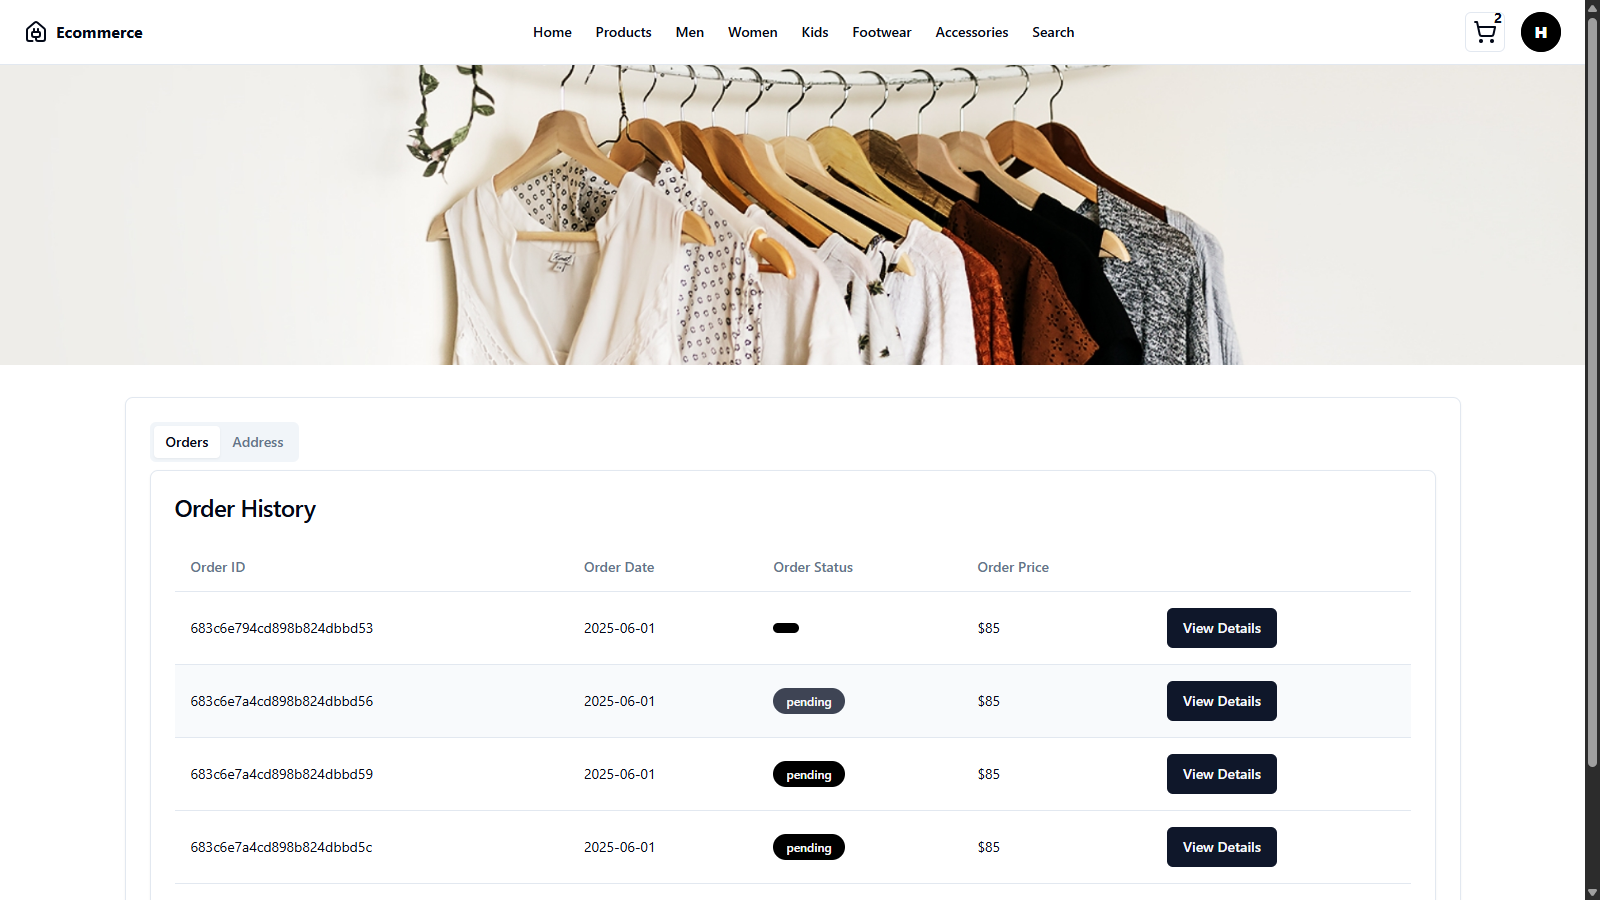 Ecommerce
Home Products Men Women Kids Footwear Accessories Search
2
H
Orders Address
Order History
Order ID Order Date Order Status Order Price
683c6e794cd898b824dbbd53 2025-06-01 $85 View Details
683c6e7a4cd898b824dbbd56 2025-06-01 pending $85 View Details
683c6e7a4cd898b824dbbd59 2025-06-01 pending $85 View Details
683c6e7a4cd898b824dbbd5c 2025-06-01 pending $85 View Details